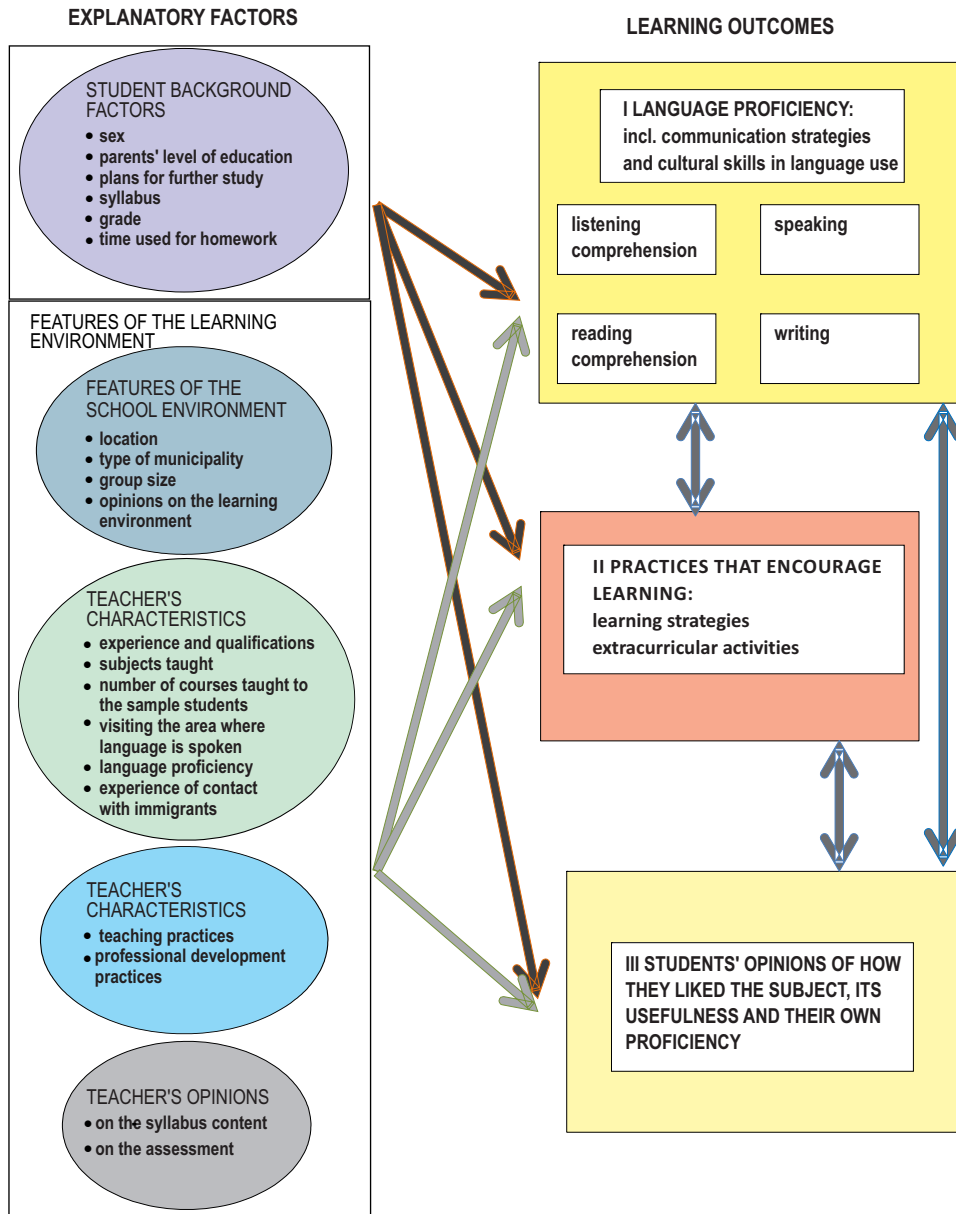 EXPLANATORY FACTORS
STUDENT BACKGROUND
FACTORS
• sex
• parents' level of education
• plans for further study
• syllabus
• grade
• time used for homework
FEATURES OF THE LEARNING
ENVIRONMENT
FEATURES OF THE
SCHOOL ENVIRONMENT
• location
• type of municipality
• group size
• opinions on the learning
environment
TEACHER'S
CHARACTERISTICS
• experience and qualifications
• subjects taught
• number of courses taught to
the sample students
• visiting the area where
language is spoken
• language proficiency
• experience of contact
with immigrants
TEACHER'S
CHARACTERISTICS
• teaching practices
• professional development
practices
TEACHER'S OPINIONS
• on the syllabus content
• on the assessment
LEARNING OUTCOMES
I LANGUAGE PROFICIENCY:
incl. communication strategies
and cultural skills in language use
listening
comprehension
speaking
reading
comprehension
writing
II PRACTICES THAT ENCOURAGE
LEARNING:
learning strategies
extracurricular activities
III STUDENTS' OPINIONS OF HOW
THEY LIKED THE SUBJECT, ITS
USEFULNESS AND THEIR OWN
PROFICIENCY